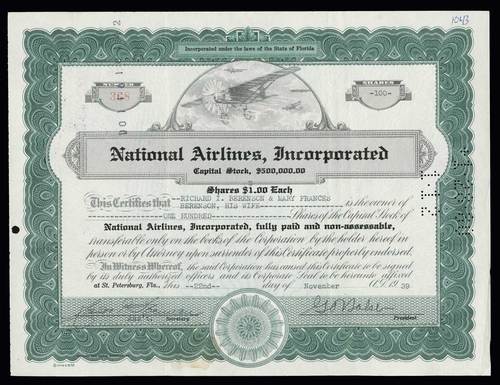 1043
Incorporated under the laws of the State of Florida
NUMBER
SHARES
-100-
National Airlines, Incorporated
Capital Stock, $500,000.00
Shares $1.00 Each
This Certifies that RICHARD I. BERENSON & MARY FRANCES
BERENSON, HIS WIFE is the owner of
ONE HUNDRED Shares of the Capital Stock of
National Airlines, Incorporated, fully paid and non-assessable,
transferable only on the books of the Corporation by the holder hereof in
person or by Attorney upon surrender of this Certificate properly endorsed.
In Witness Whereof, the said Corporation has caused this Certificate to be signed
by its duly authorized officers and its Corporate Seal to be hereunto affixed
at St. Petersburg, Fla., This --22nd-- day of November A.D. 1939
Secretary
President